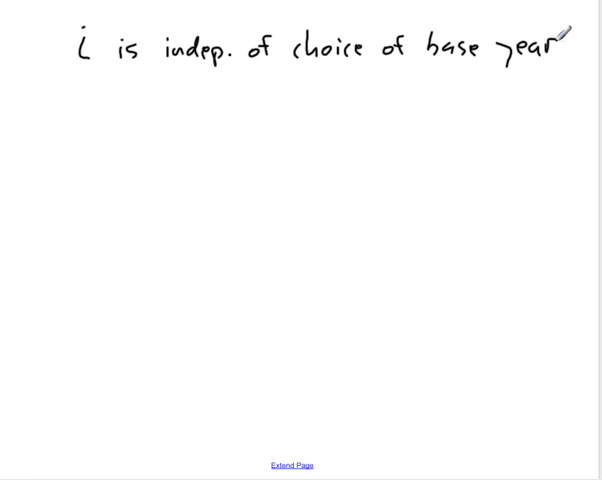 i is indep. of choice of base year
Extend Page